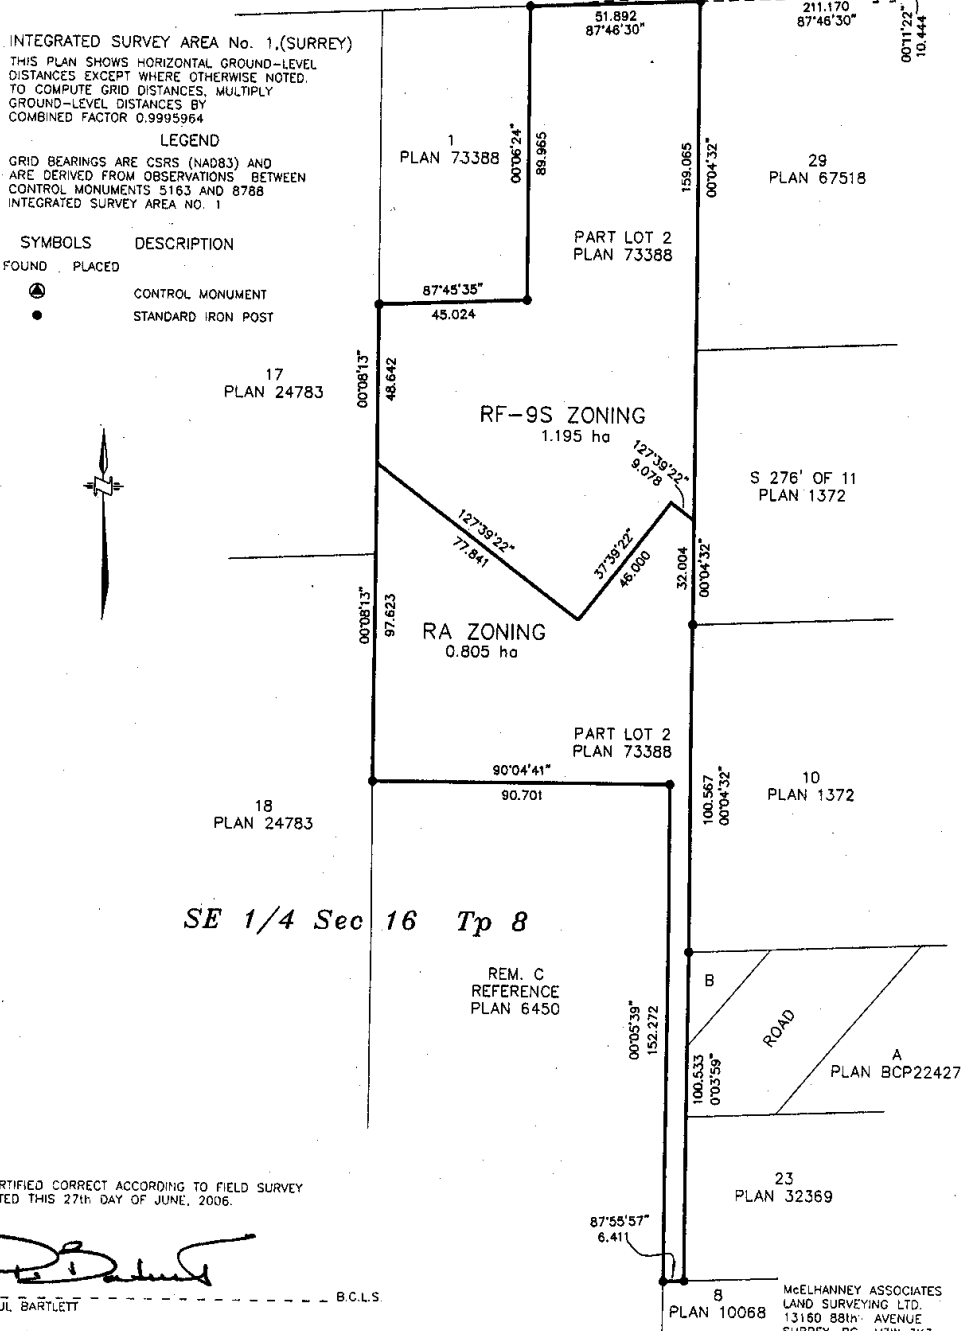 51.892
87°46'30"
211.170
87°46'30"
00°11'22"
10.444
INTEGRATED SURVEY AREA No. 1,(SURREY)
THIS PLAN SHOWS HORIZONTAL GROUND-LEVEL
DISTANCES EXCEPT WHERE OTHERWISE NOTED.
TO COMPUTE GRID DISTANCES, MULTIPLY
GROUND-LEVEL DISTANCES BY
COMBINED FACTOR 0.9995964
LEGEND
GRID BEARINGS ARE CSRS (NAD83) AND
ARE DERIVED FROM OBSERVATIONS BETWEEN
CONTROL MONUMENTS 5163 AND 8788
INTEGRATED SURVEY AREA NO. 1
SYMBOLS DESCRIPTION
FOUND PLACED
CONTROL MONUMENT
STANDARD IRON POST
1
PLAN 73388
00°06'24"
89.965
159.065
00°04'32"
29
PLAN 67518
PART LOT 2
PLAN 73388
87°45'35"
45.024
17
PLAN 24783
00°08'13"
48.642
RF-9S ZONING
1.195 ha
127°39'22"
9.078
S 276' OF 11
PLAN 1372
127°39'22"
77.841
37°39'22"
46.000
32.004
00°04'32"
00°08'13"
97.623
RA ZONING
0.805 ha
PART LOT 2
PLAN 73388
90°04'41"
90.701
100.567
00°04'32"
10
PLAN 1372
18
PLAN 24783
SE 1/4 Sec 16 Tp 8
REM. C
REFERENCE
PLAN 6450
B
ROAD
A
PLAN BCP22427
00°05'39"
152.272
100.533
0°03'59"
RTIFIED CORRECT ACCORDING TO FIELD SURVEY
TED THIS 27th DAY OF JUNE, 2006.
23
PLAN 32369
87°55'57"
6.411
B.C.L.S.
UL BARTLETT
8
PLAN 10068
McELHANNEY ASSOCIATES
LAND SURVEYING LTD.
13160 88th AVENUE
SURREY, BC